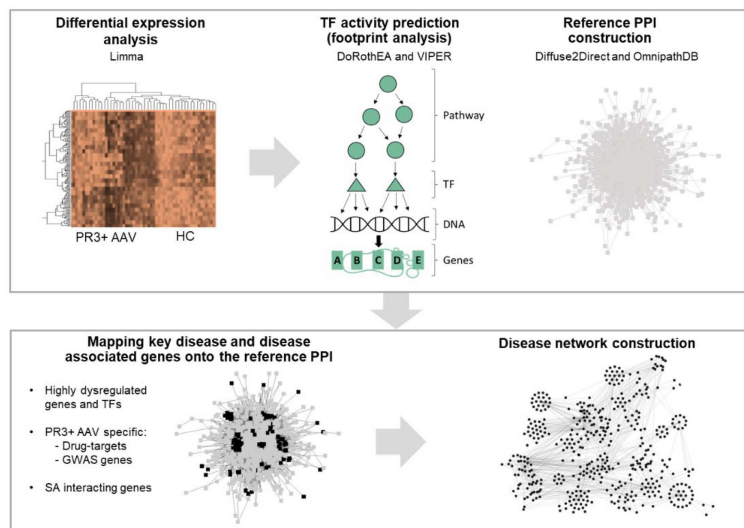 Differential expression
analysis
Limma
PR3+ AAV
HC
TF activity prediction
(footprint analysis)
DoRothEA and VIPER
Pathway
TF
DNA
A B C D E
Genes
Reference PPI
construction
Diffuse2Direct and OmnipathDB
Mapping key disease and disease
associated genes onto the reference PPI
• Highly dysregulated
genes and TFs
• PR3+ AAV specific:
- Drug-targets
- GWAS genes
• SA interacting genes
Disease network construction